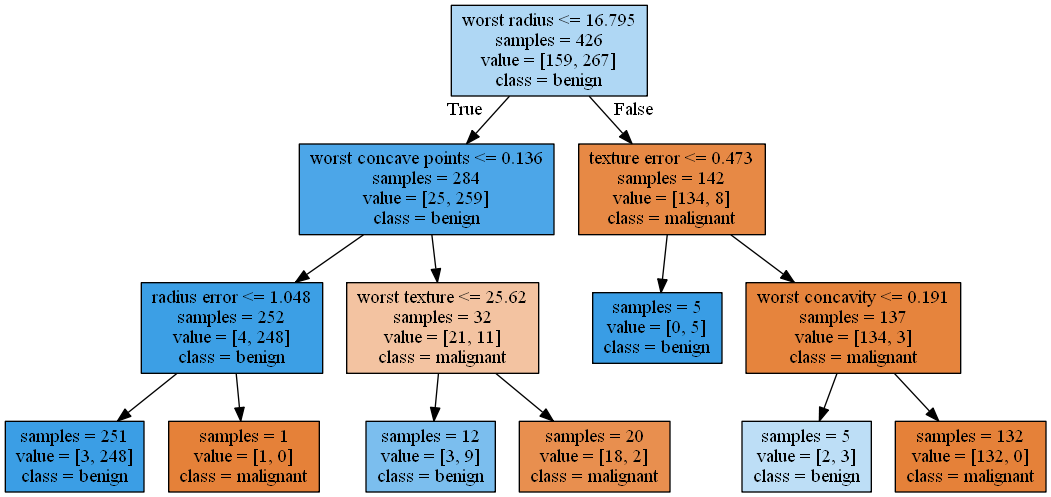 worst radius <= 16.795
samples = 426
value = [159, 267]
class = benign
True
False
worst concave points <= 0.136
samples = 284
value = [25, 259]
class = benign
texture error <= 0.473
samples = 142
value = [134, 8]
class = malignant
radius error <= 1.048
samples = 252
value = [4, 248]
class = benign
worst texture <= 25.62
samples = 32
value = [21, 11]
class = malignant
samples = 5
value = [0, 5]
class = benign
worst concavity <= 0.191
samples = 137
value = [134, 3]
class = malignant
samples = 251
value = [3, 248]
class = benign
samples = 1
value = [1, 0]
class = malignant
samples = 12
value = [3, 9]
class = benign
samples = 20
value = [18, 2]
class = malignant
samples = 5
value = [2, 3]
class = benign
samples = 132
value = [132, 0]
class = malignant